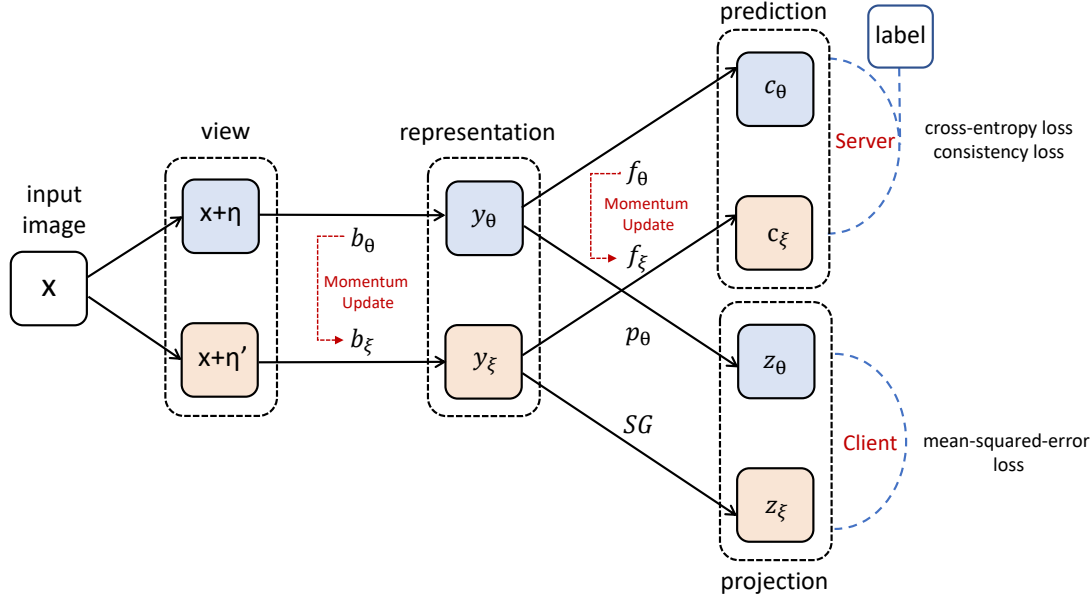 prediction
label
c_θ
view
representation
Server
cross-entropy loss
consistency loss
input
image
x+η
y_θ
f_θ
Momentum
Update
b_θ
f_ξ
c_ξ
x
Momentum
Update
b_ξ
p_θ
x+η’
y_ξ
z_θ
SG
Client
mean-squared-error
loss
z_ξ
projection